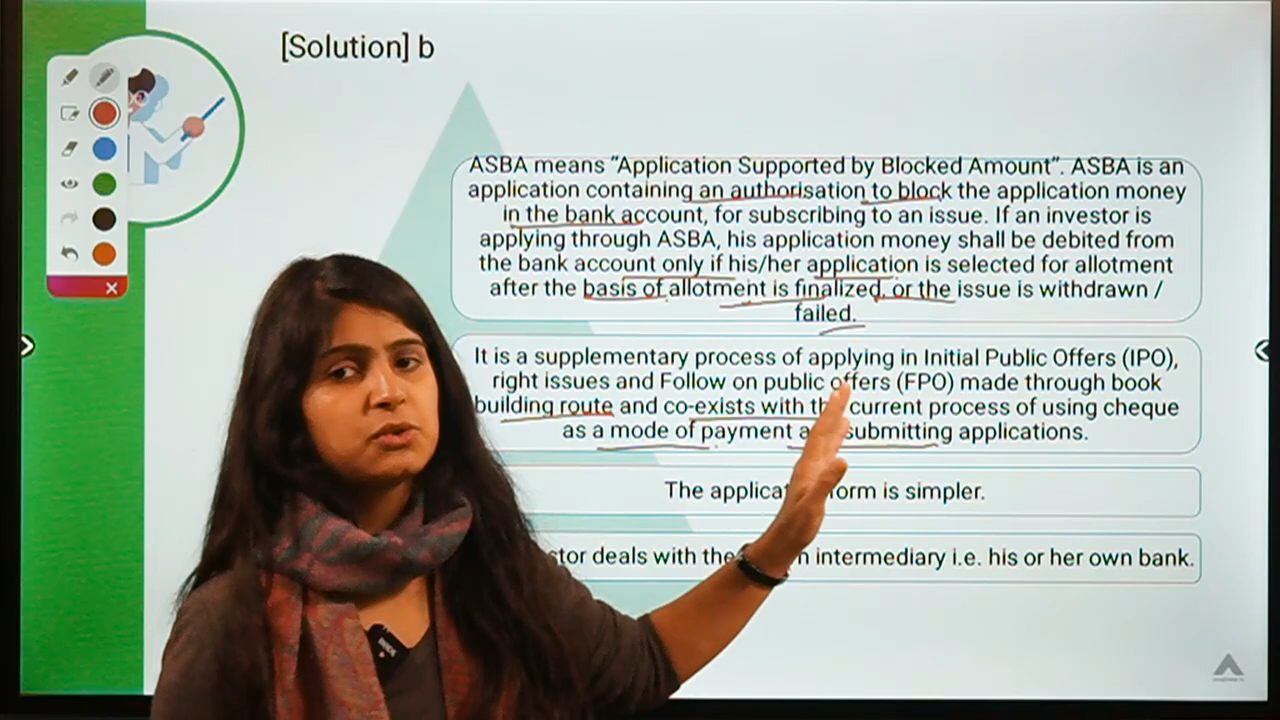 [Solution] b
ASBA means “Application Supported by Blocked Amount”. ASBA is an
application containing an authorisation to block the application money
in the bank account, for subscribing to an issue. If an investor is
applying through ASBA, his application money shall be debited from
the bank account only if his/her application is selected for allotment
after the basis of allotment is finalized, or the issue is withdrawn /
failed.
It is a supplementary process of applying in Initial Public Offers (IPO),
right issues and Follow on public offers (FPO) made through book
building route and co-exists with the current process of using cheque
as a mode of payment submitting applications.
The form is simpler.
deals with the intermediary i.e. his or her own bank.